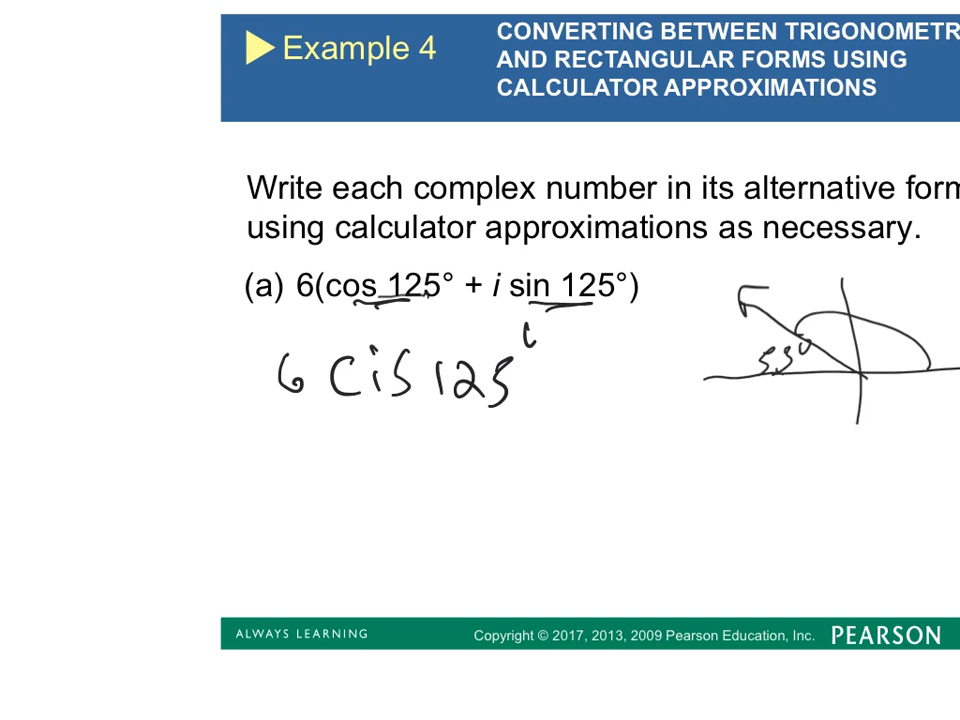 Example 4
CONVERTING BETWEEN TRIGONOMETR
AND RECTANGULAR FORMS USING
CALCULATOR APPROXIMATIONS
Write each complex number in its alternative form
using calculator approximations as necessary.
(a) 6(cos 125° + i sin 125°)
55°
6 cis 125°
ALWAYS LEARNING
Copyright © 2017, 2013, 2009 Pearson Education, Inc.
PEARSON